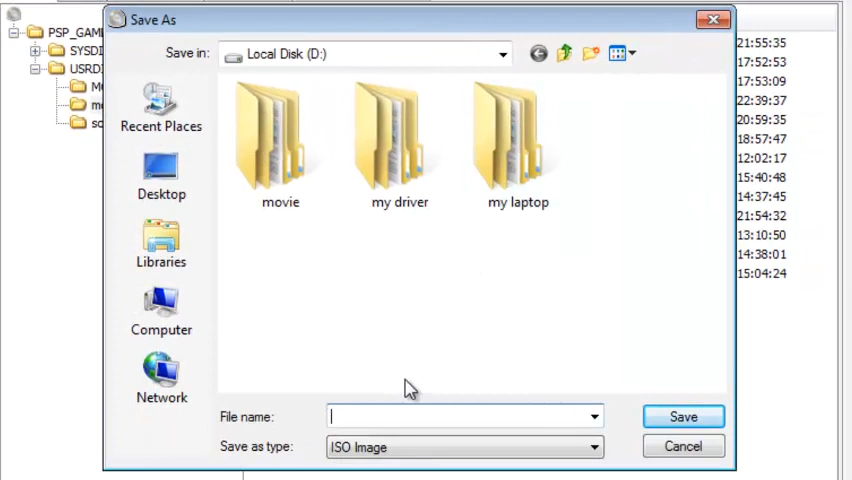 Save As
PSP_GAM
SYSDI
USRDI
M
m
sc
Save in:
Local Disk (D:)
Recent Places
Desktop
Libraries
Computer
Network
movie
my driver
my laptop
File name:
Save
Save as type:
ISO Image
Cancel
21:55:35
17:52:53
17:53:09
22:39:37
20:59:35
18:57:47
12:02:17
15:40:48
14:37:45
21:54:32
13:10:50
14:38:01
15:04:24